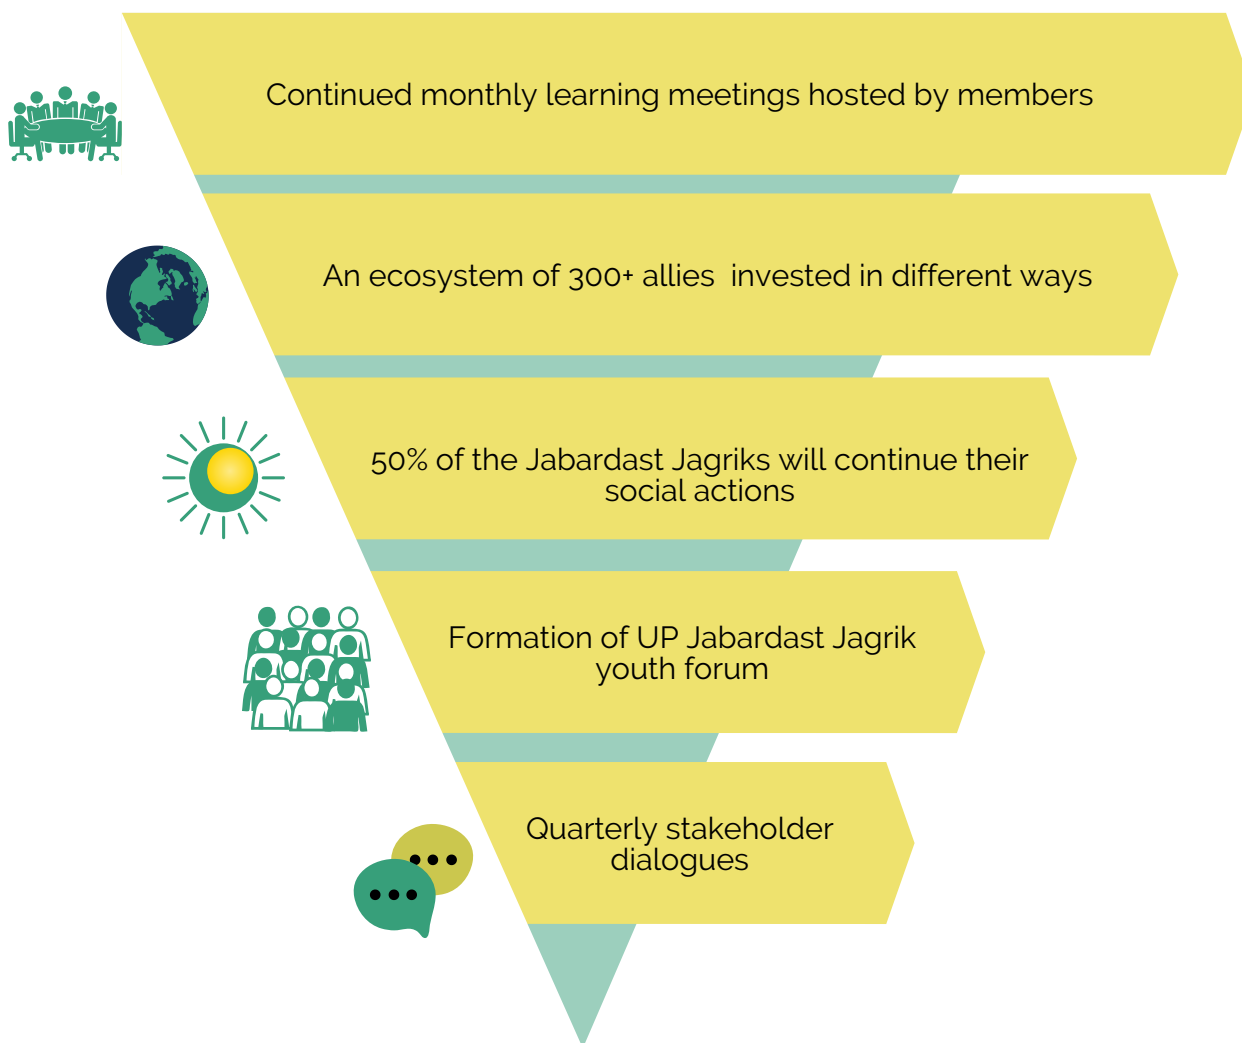 Continued monthly learning meetings hosted by members
An ecosystem of 300+ allies  invested in different ways
50% of the Jabardast Jagriks will continue their
social actions
Formation of UP Jabardast Jagrik
youth forum
Quarterly stakeholder
dialogues